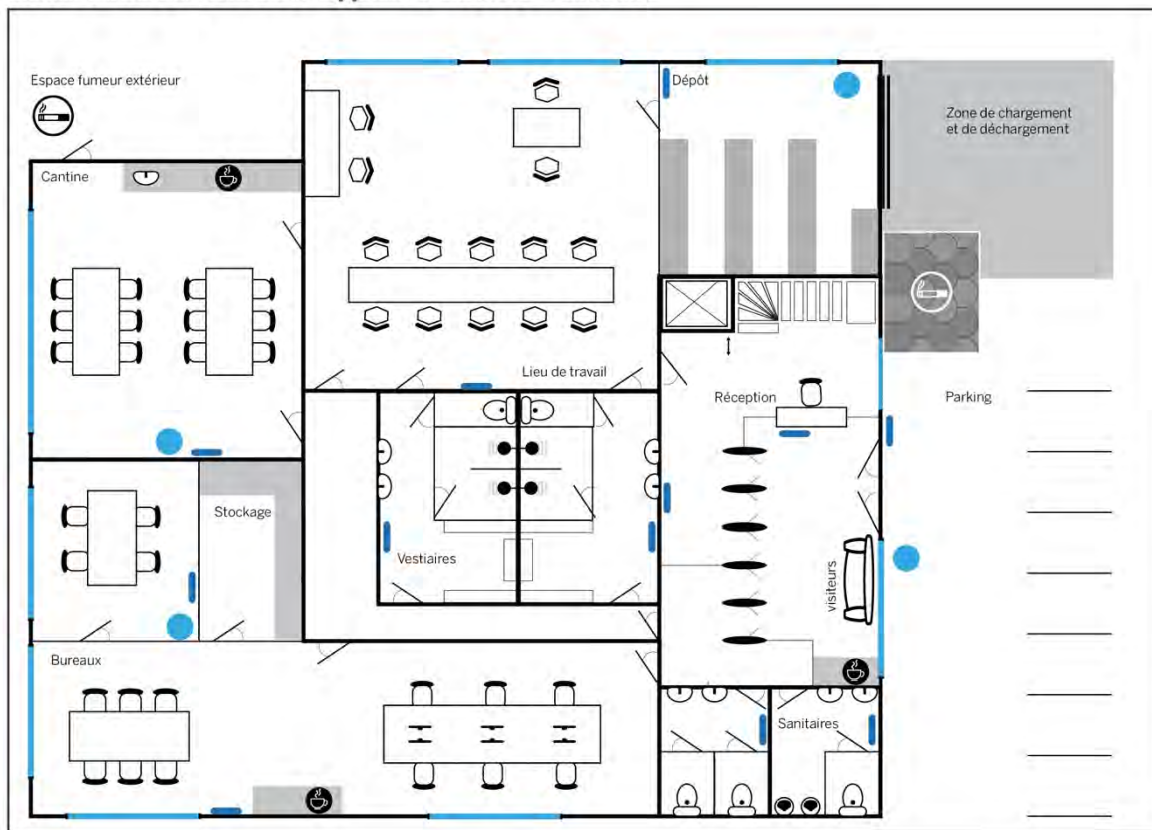 Espace fumeur extérieur
Dépôt
Zone de chargement
et de déchargement
Cantine
Lieu de travail
Réception
Parking
Stockage
Vestiaires
visiteurs
Bureaux
Sanitaires